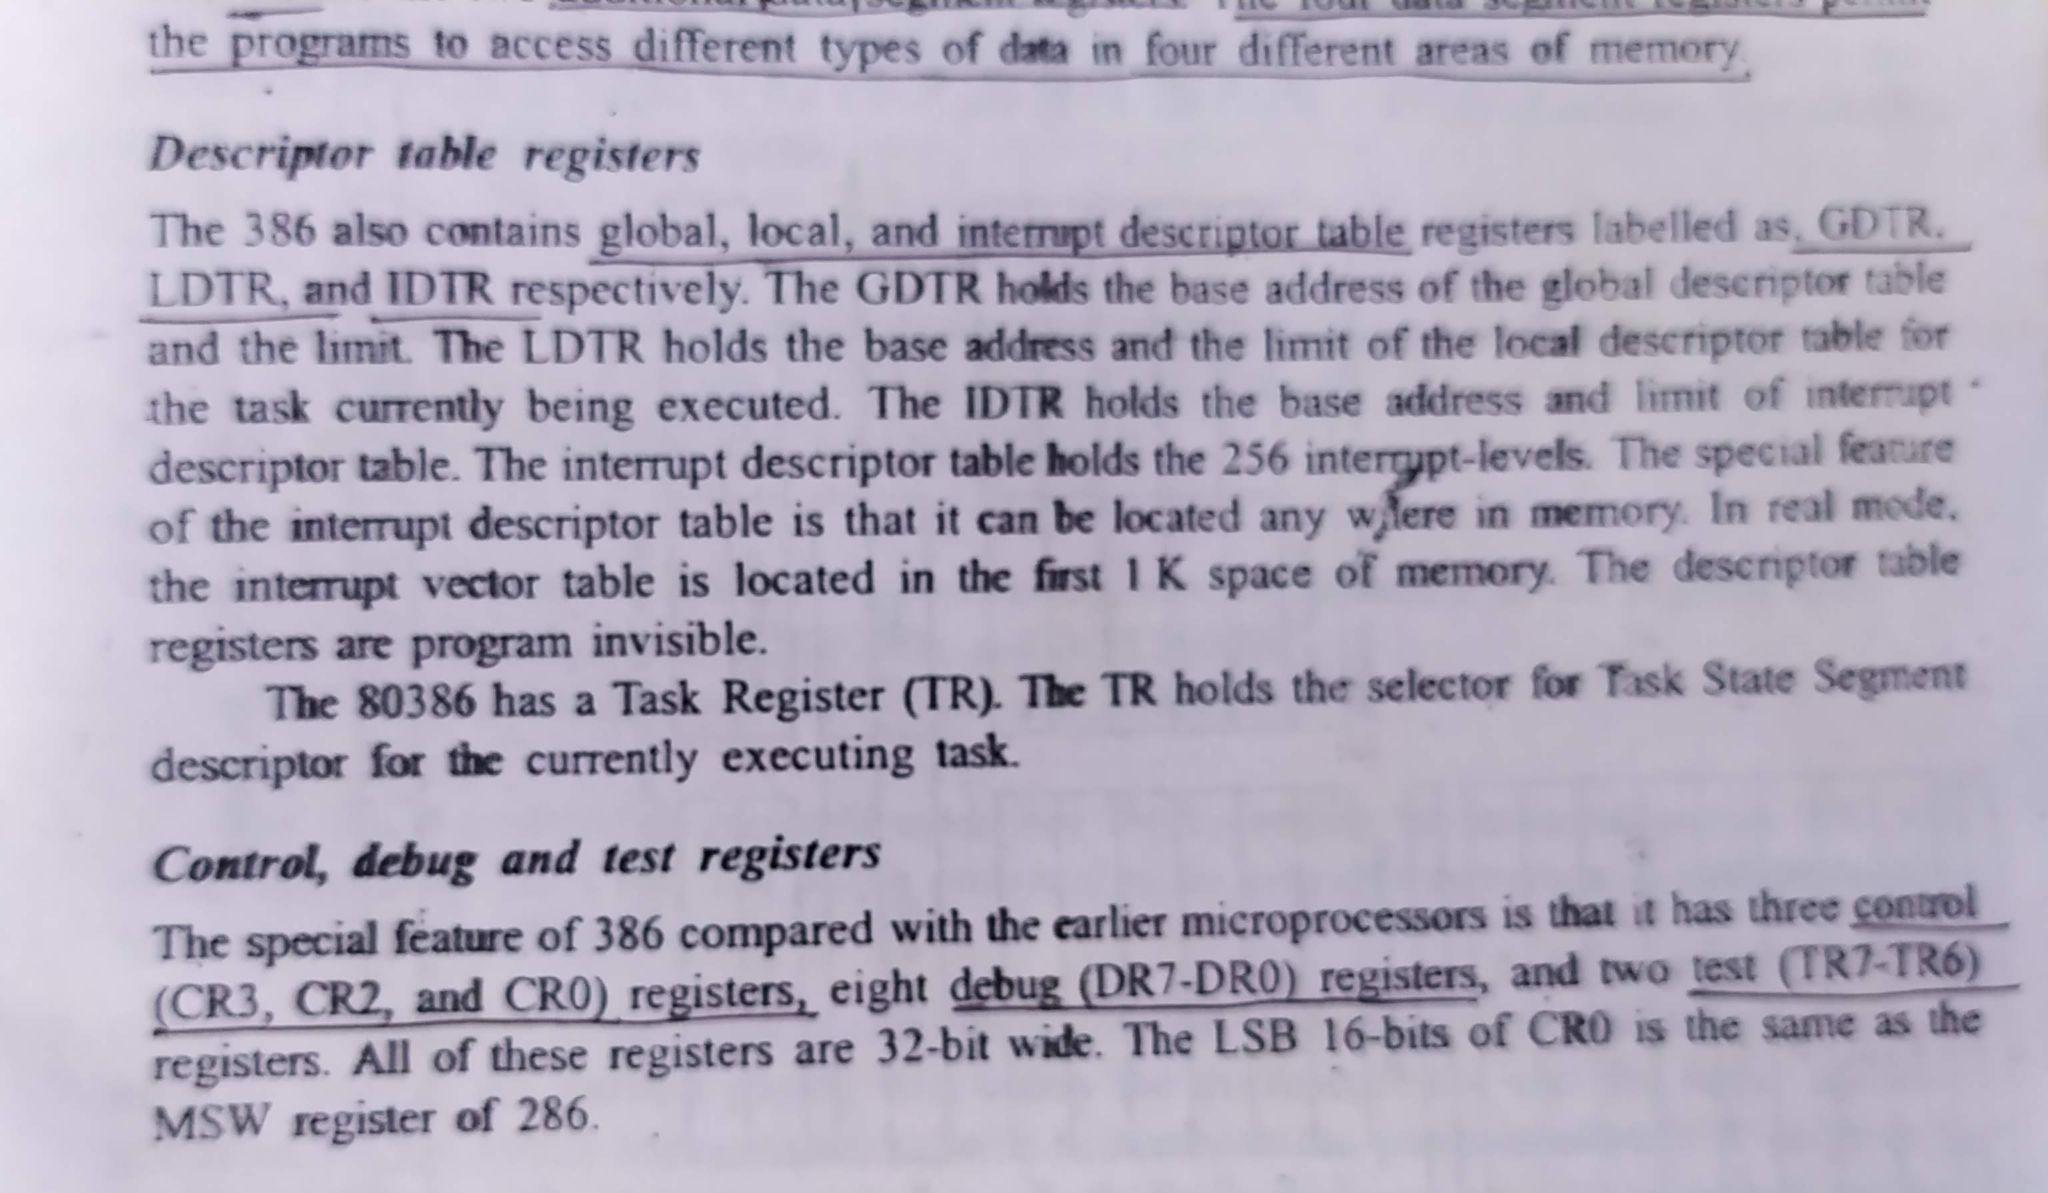 additional data segment registers. The four data segment registers permit
the programs to access different types of data in four different areas of memory.
Descriptor table registers
The 386 also contains global, local, and interrupt descriptor table registers labelled as, GDTR.
LDTR, and IDTR respectively. The GDTR holds the base address of the global descriptor table
and the limit. The LDTR holds the base address and the limit of the local descriptor table for
the task currently being executed. The IDTR holds the base address and limit of interrupt
descriptor table. The interrupt descriptor table holds the 256 interrupt-levels. The special feature
of the interrupt descriptor table is that it can be located any where in memory. In real mode,
the interrupt vector table is located in the first 1 K space of memory. The descriptor table
registers are program invisible.
The 80386 has a Task Register (TR). The TR holds the selector for Task State Segment
descriptor for the currently executing task.
Control, debug and test registers
The special feature of 386 compared with the earlier microprocessors is that it has three control
(CR3, CR2, and CR0) registers, eight debug (DR7-DR0) registers, and two test (TR7-TR6)
registers. All of these registers are 32-bit wide. The LSB 16-bits of CR0 is the same as the
MSW register of 286.